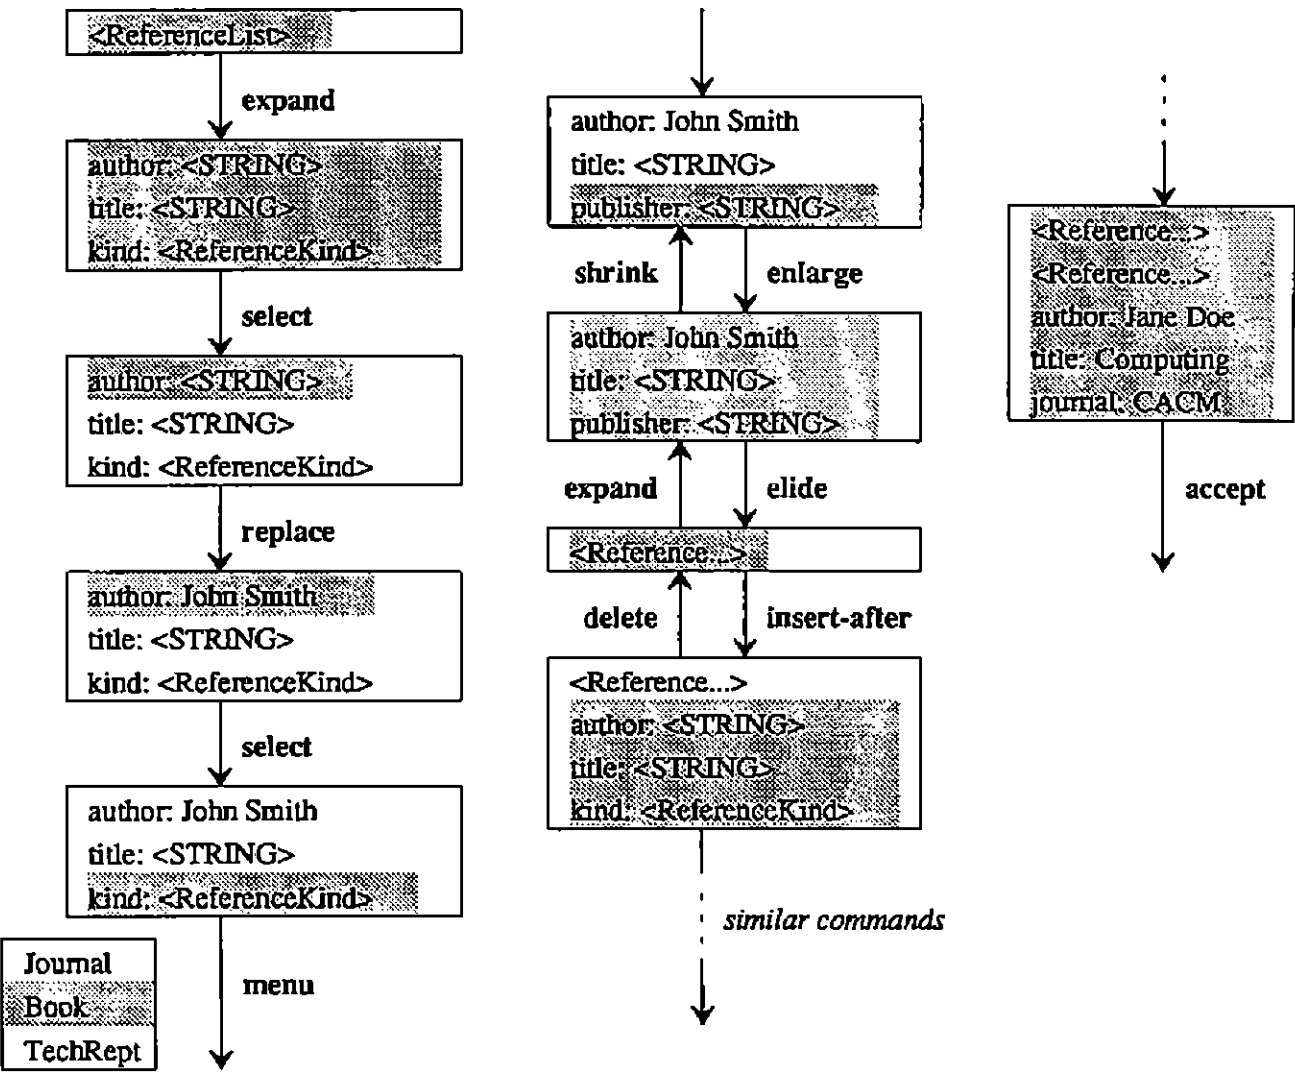 <ReferenceList>
expand
author: <STRING>
title: <STRING>
kind: <ReferenceKind>
select
author: <STRING>
title: <STRING>
kind: <ReferenceKind>
replace
author: John Smith
title: <STRING>
kind: <ReferenceKind>
select
author: John Smith
title: <STRING>
kind: <ReferenceKind>
Journal
Book
TechRept
menu
author: John Smith
title: <STRING>
publisher: <STRING>
shrink enlarge
author: John Smith
title: <STRING>
publisher: <STRING>
expand elide
<Reference...>
delete insert-after
<Reference...>
author: <STRING>
title: <STRING>
kind: <ReferenceKind>
similar commands
<Reference...>
<Reference...>
author: Jane Doe
title: Computing
journal: CACM
accept